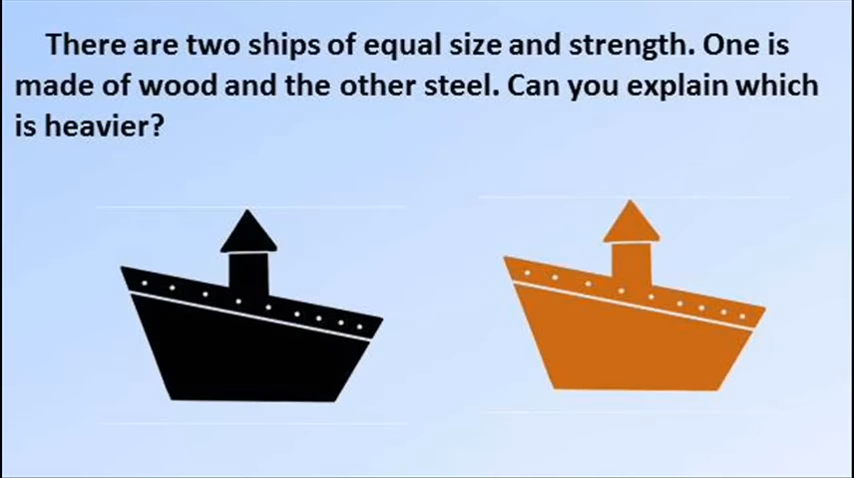 There are two ships of equal size and strength. One is
made of wood and the other steel. Can you explain which
is heavier?